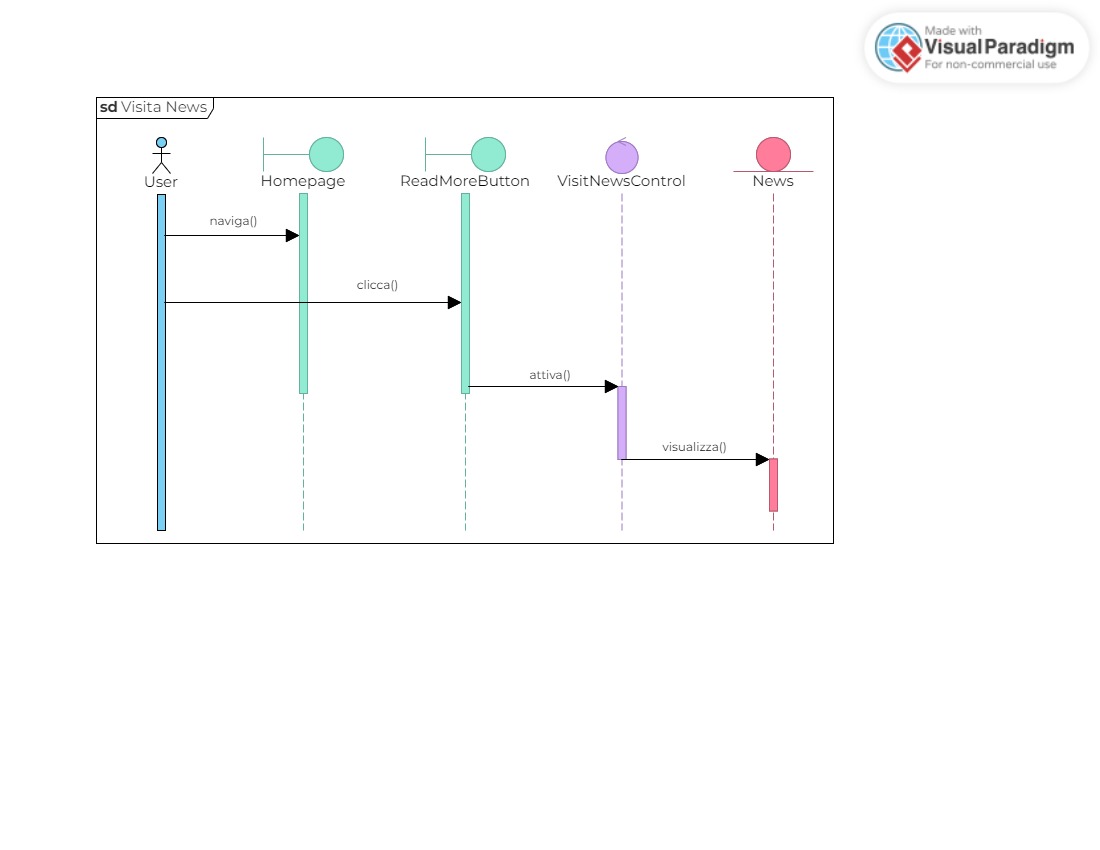 Made with
Visual Paradigm
For non-commercial use
sd Visita News
User
Homepage
ReadMoreButton
VisitNewsControl
News
naviga()
clicca()
attiva()
visualizza()